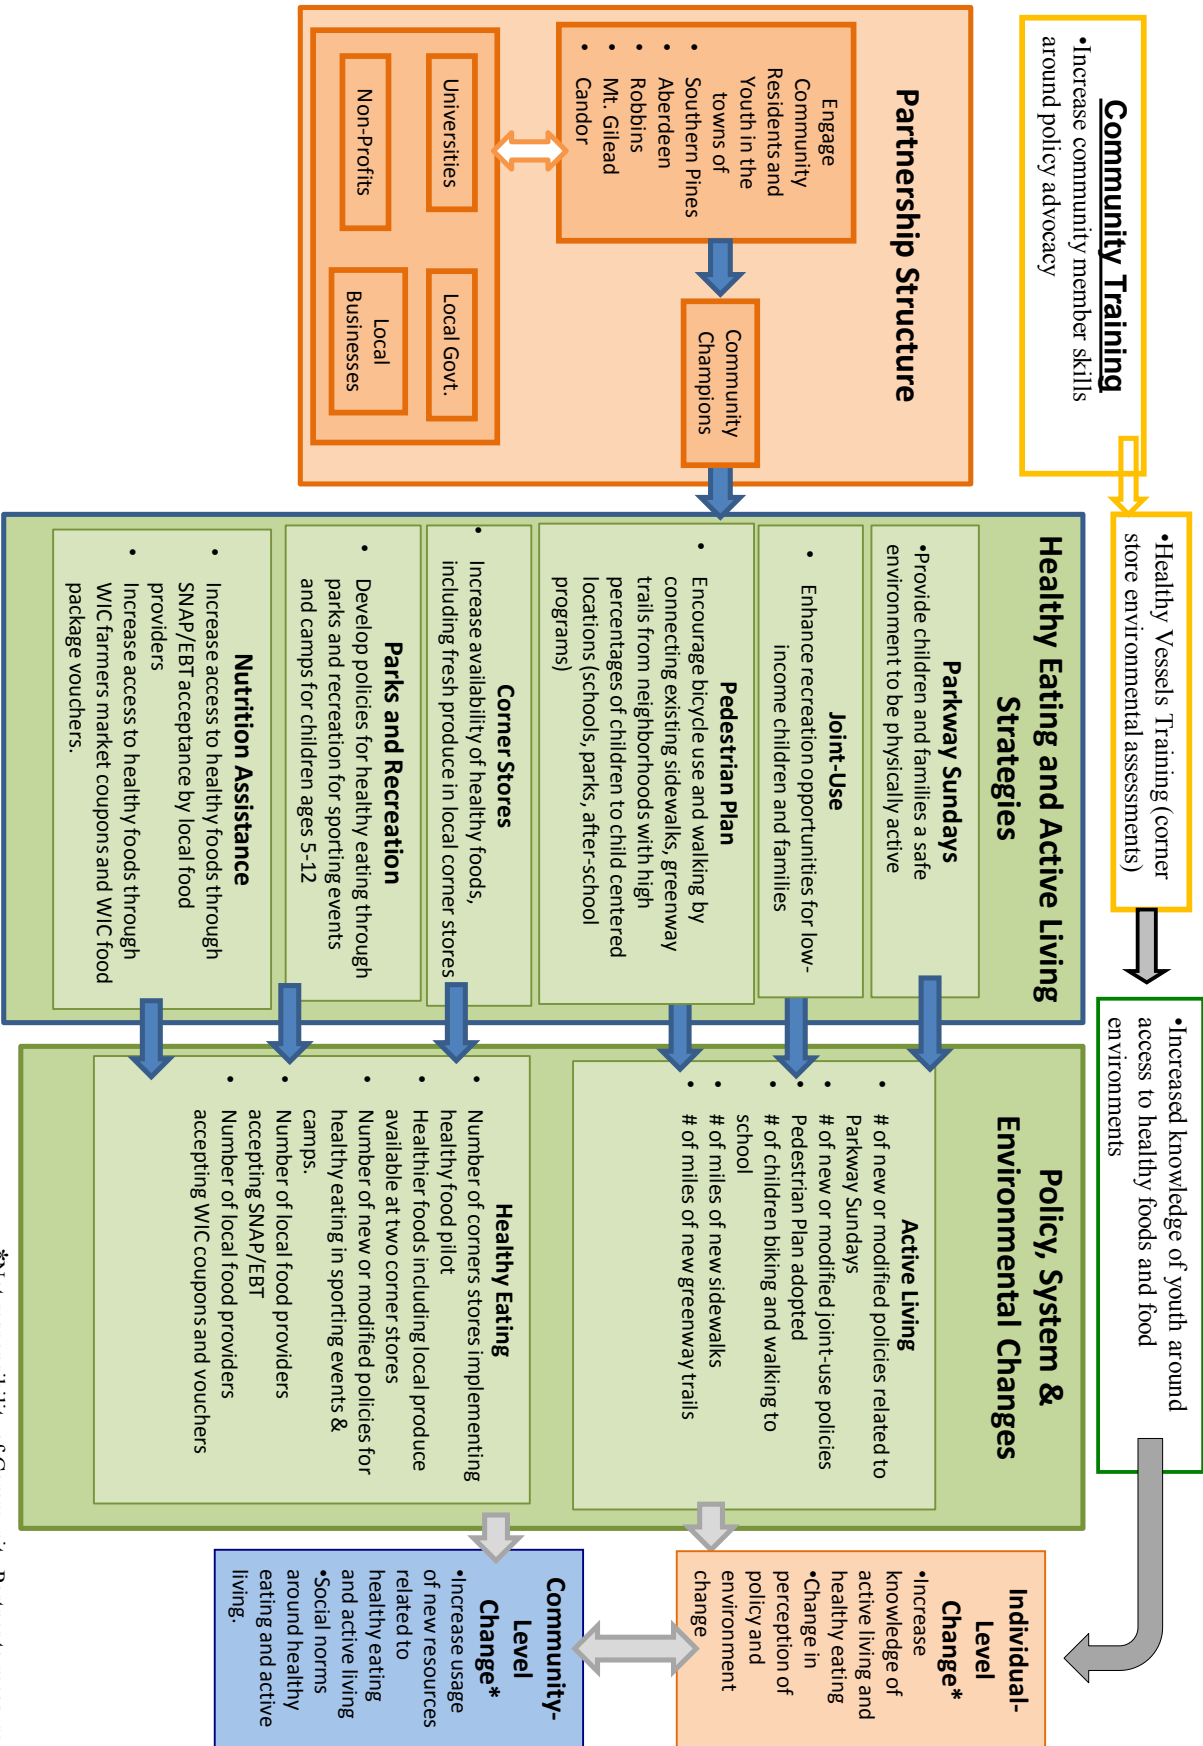 Community Training
•Increase community member skills
around policy advocacy
•Healthy Vessels Training (corner
store environmental assessments)
•Increased knowledge of youth around
access to healthy foods and food
environments
Partnership Structure
Engage
Community
Residents and
Youth in the
towns of
• Southern Pines
• Aberdeen
• Robbins
• Mt. Gilead
• Candor
Community
Champions
Universities
Local Govt.
Non-Profits
Local
Businesses
Healthy Eating and Active Living
Strategies
Parkway Sundays
•Provide children and families a safe
environment to be physically active
Joint-Use
• Enhance recreation opportunities for low-
income children and families
Pedestrian Plan
• Encourage bicycle use and walking by
connecting existing sidewalks, greenway
trails from neighborhoods with high
percentages of children to child centered
locations (schools, parks, after-school
programs)
Corner Stores
• Increase availability of healthy foods,
including fresh produce in local corner stores
Parks and Recreation
• Develop policies for healthy eating through
parks and recreation for sporting events
and camps for children ages 5-12
Nutrition Assistance
• Increase access to healthy foods through
SNAP/EBT acceptance by local food
providers
• Increase access to healthy foods through
WIC farmers market coupons and WIC food
package vouchers.
Policy, System &
Environmental Changes
Active Living
• # of new or modified policies related to
Parkway Sundays
• # of new or modified joint-use policies
• Pedestrian Plan adopted
• # of children biking and walking to
school
• # of miles of new sidewalks
• # of miles of new greenway trails
Healthy Eating
• Number of corners stores implementing
healthy food pilot
• Healthier foods including local produce
available at two corner stores
• Number of new or modified policies for
healthy eating in sporting events &
camps.
• Number of local food providers
accepting SNAP/EBT
• Number of local food providers
accepting WIC coupons and vouchers
Individual-
Level
Change*
•Increase
knowledge of
active living and
healthy eating
•Change in
perception of
policy and
environment
change
Community-
Level
Change*
•Increase usage
of new resources
related to
healthy eating
and active living
•Social norms
around healthy
eating and active
living.